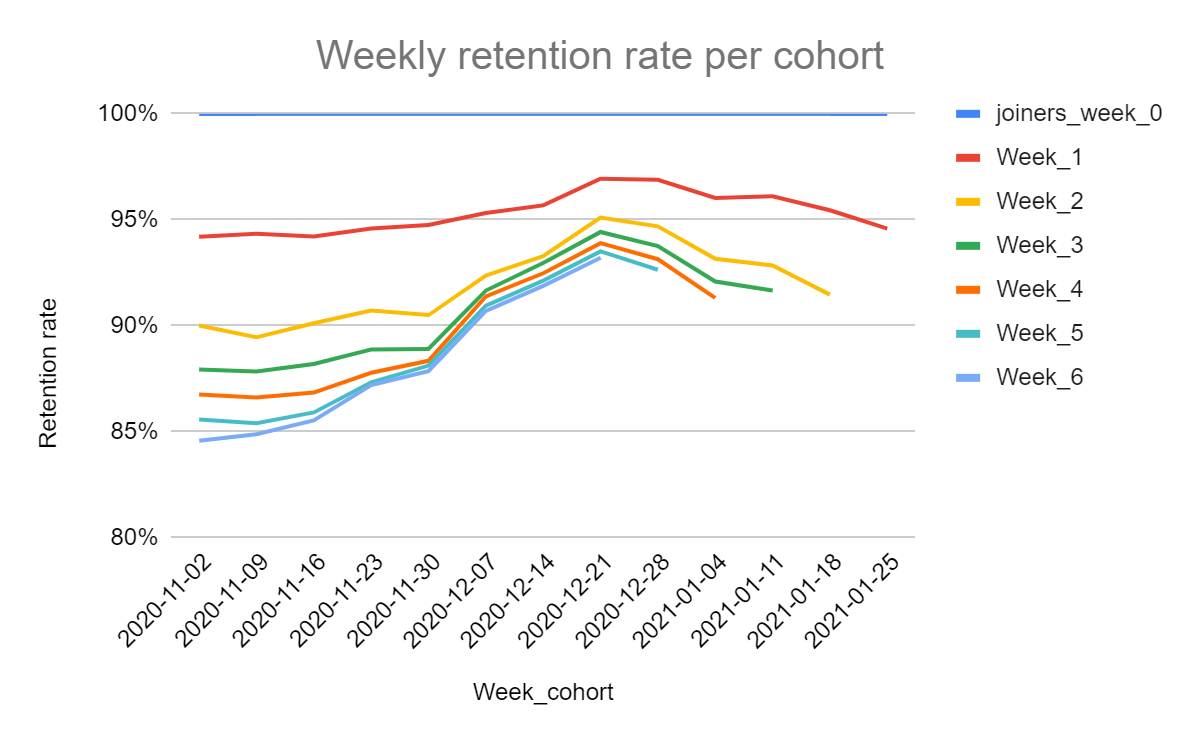 Weekly retention rate per cohort
100%
95%
90%
85%
80%
Retention rate
2020-11-02
2020-11-09
2020-11-16
2020-11-23
2020-11-30
2020-12-07
2020-12-14
2020-12-21
2020-12-28
2021-01-04
2021-01-11
2021-01-18
2021-01-25
Week_cohort
joiners_week_0
Week_1
Week_2
Week_3
Week_4
Week_5
Week_6